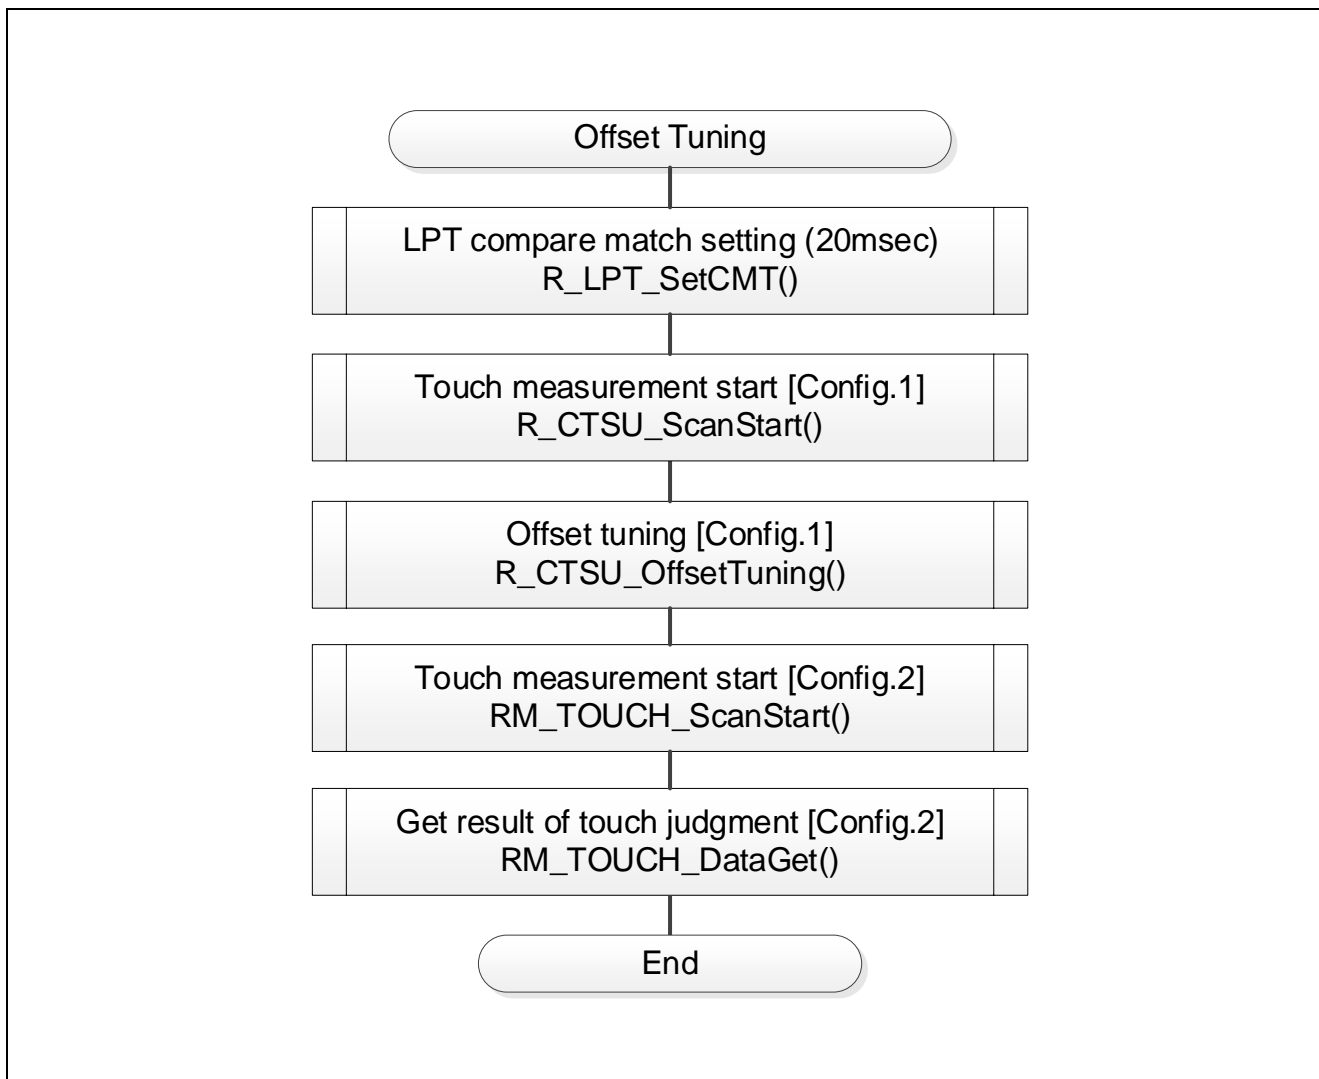 Offset Tuning
LPT compare match setting (20msec)
R_LPT_SetCMT()
Touch measurement start [Config.1]
R_CTSU_ScanStart()
Offset tuning [Config.1]
R_CTSU_OffsetTuning()
Touch measurement start [Config.2]
RM_TOUCH_ScanStart()
Get result of touch judgment [Config.2]
RM_TOUCH_DataGet()
End